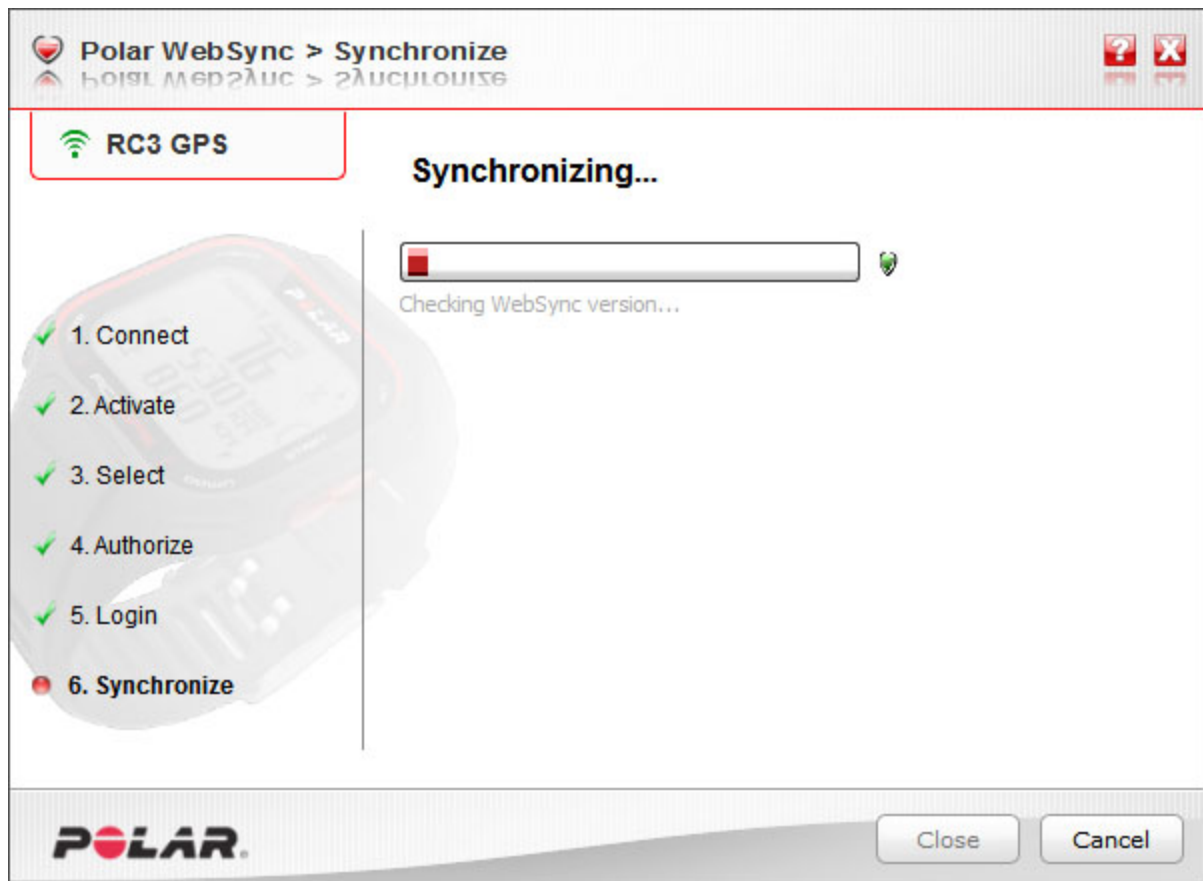 Polar WebSync > Synchronize
RC3 GPS
Synchronizing...
Checking WebSync version...
1. Connect
2. Activate
3. Select
4. Authorize
5. Login
6. Synchronize
POLAR.
Close
Cancel